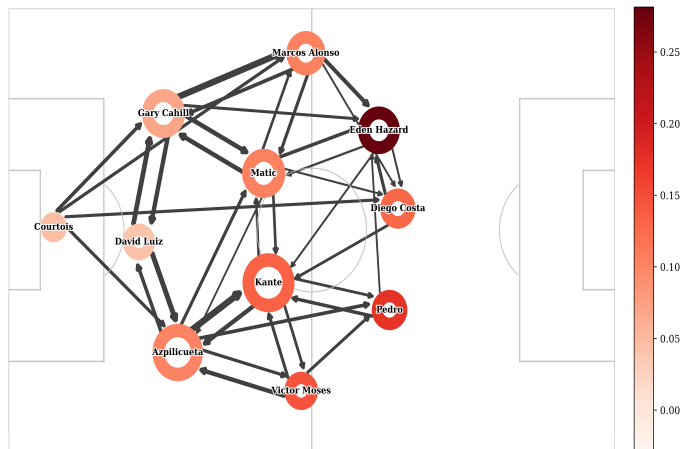 Marcos Alonso
Gary Cahill
Eden Hazard
Matic
Diego Costa
Courtois
David Luiz
Kante
Pedro
Azpilicueta
Victor Moses
0.25
0.20
0.15
0.10
0.05
0.00